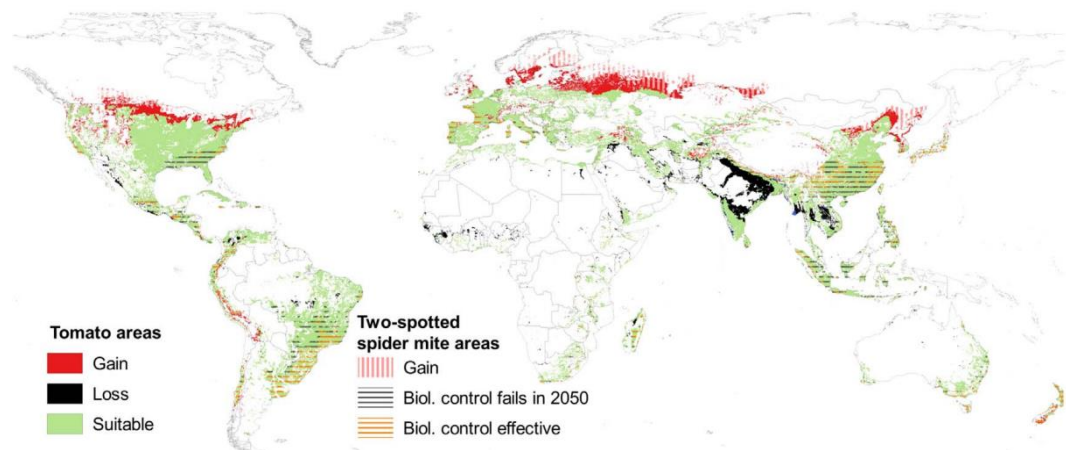 Tomato areas
Gain
Loss
Suitable
Two-spotted
spider mite areas
Gain
Biol. control fails in 2050
Biol. control effective